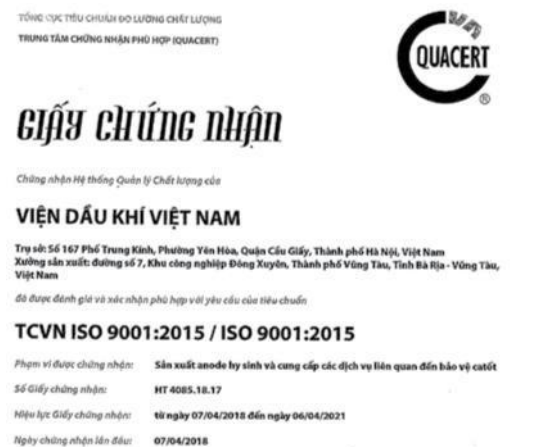 TỔNG CỤC TIÊU CHUẨN ĐO LƯỜNG CHẤT LƯỢNG
TRUNG TÂM CHỨNG NHẬN PHÙ HỢP (QUACERT)
QUACERT
®
GIẤY CHỨNG NHẬN
Chứng nhận Hệ thống Quản lý Chất lượng của
VIỆN DẦU KHÍ VIỆT NAM
Trụ sở: Số 167 Phố Trung Kính, Phường Yên Hòa, Quận Cầu Giấy, Thành phố Hà Nội, Việt Nam
Xưởng sản xuất: đường số 7, Khu công nghiệp Đông Xuyên, Thành phố Vũng Tàu, Tỉnh Bà Rịa - Vũng Tàu,
Việt Nam
đã được đánh giá và xác nhận phù hợp với yêu cầu của tiêu chuẩn
TCVN ISO 9001:2015 / ISO 9001:2015
Phạm vi được chứng nhận: Sản xuất anode hy sinh và cung cấp các dịch vụ liên quan đến bảo vệ catốt
Số Giấy chứng nhận: HT 4085.18.17
Hiệu lực Giấy chứng nhận: từ ngày 07/04/2018 đến ngày 06/04/2021
Ngày chứng nhận lần đầu: 07/04/2018